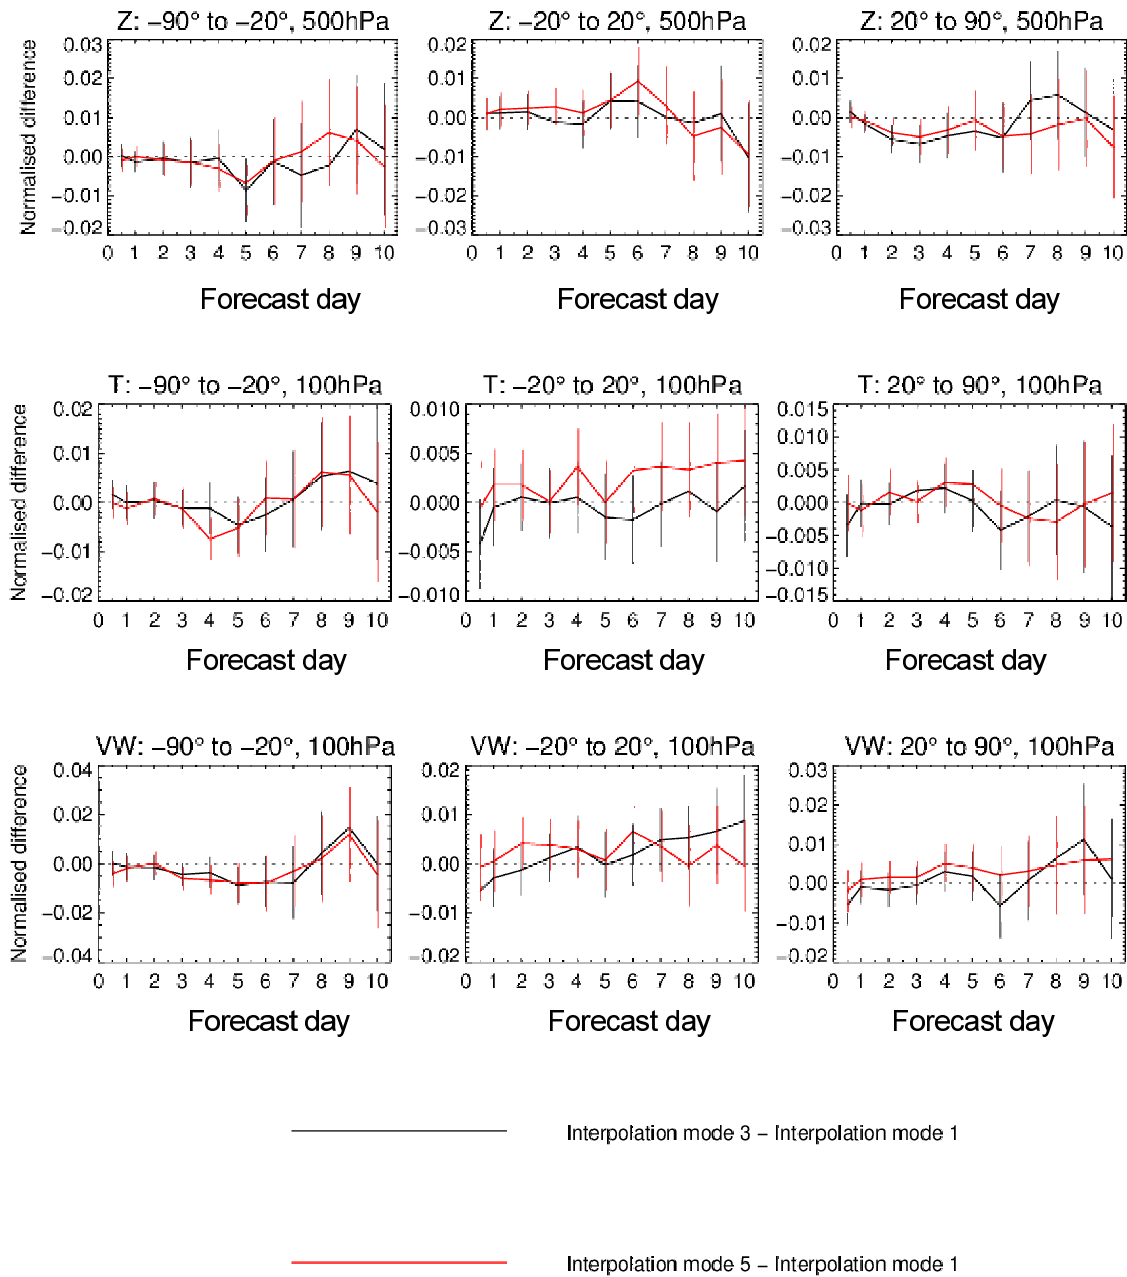 Z: −90° to −20°, 500hPa
Z: −20° to 20°, 500hPa
Z: 20° to 90°, 500hPa
Normalised difference
0.03
0.02
0.01
0.00
−0.01
−0.02
0 1 2 3 4 5 6 7 8 9 10
Forecast day
0.02
0.01
0.00
−0.01
−0.02
−0.03
0 1 2 3 4 5 6 7 8 9 10
Forecast day
0.02
0.01
0.00
−0.01
−0.02
−0.03
0 1 2 3 4 5 6 7 8 9 10
Forecast day
T: −90° to −20°, 100hPa
T: −20° to 20°, 100hPa
T: 20° to 90°, 100hPa
Normalised difference
0.02
0.01
0.00
−0.01
−0.02
0 1 2 3 4 5 6 7 8 9 10
Forecast day
0.010
0.005
0.000
−0.005
−0.010
0 1 2 3 4 5 6 7 8 9 10
Forecast day
0.015
0.010
0.005
0.000
−0.005
−0.010
−0.015
0 1 2 3 4 5 6 7 8 9 10
Forecast day
VW: −90° to −20°, 100hPa
VW: −20° to 20°, 100hPa
VW: 20° to 90°, 100hPa
Normalised difference
0.04
0.02
0.00
−0.02
−0.04
0 1 2 3 4 5 6 7 8 9 10
Forecast day
0.02
0.01
0.00
−0.01
−0.02
0 1 2 3 4 5 6 7 8 9 10
Forecast day
0.03
0.02
0.01
0.00
−0.01
−0.02
0 1 2 3 4 5 6 7 8 9 10
Forecast day
Interpolation mode 3 − Interpolation mode 1
Interpolation mode 5 − Interpolation mode 1